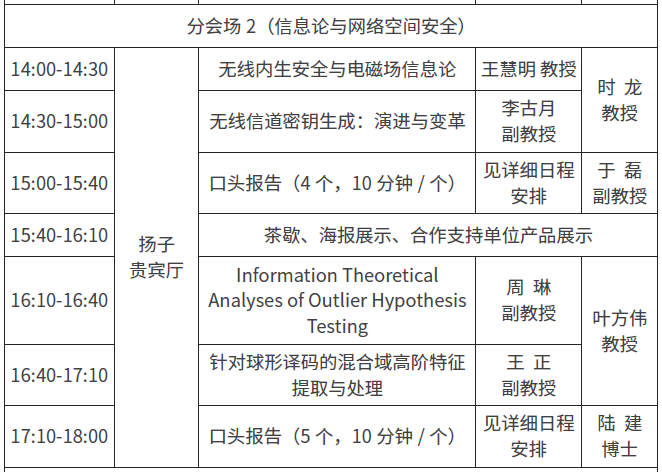 分会场 2（信息论与网络空间安全）
14:00-14:30
扬子
贵宾厅
无线内生安全与电磁场信息论
王慧明 教授
时 龙
教授
14:30-15:00
无线信道密钥生成：演进与变革
李古月
副教授
15:00-15:40
口头报告（4 个，10 分钟 / 个）
见详细日程
安排
于 磊
副教授
15:40-16:10
茶歇、海报展示、合作支持单位产品展示
16:10-16:40
Information Theoretical
Analyses of Outlier Hypothesis
Testing
周 琳
副教授
叶方伟
教授
16:40-17:10
针对球形译码的混合域高阶特征
提取与处理
王 正
副教授
17:10-18:00
口头报告（5 个，10 分钟 / 个）
见详细日程
安排
陆 建
博士